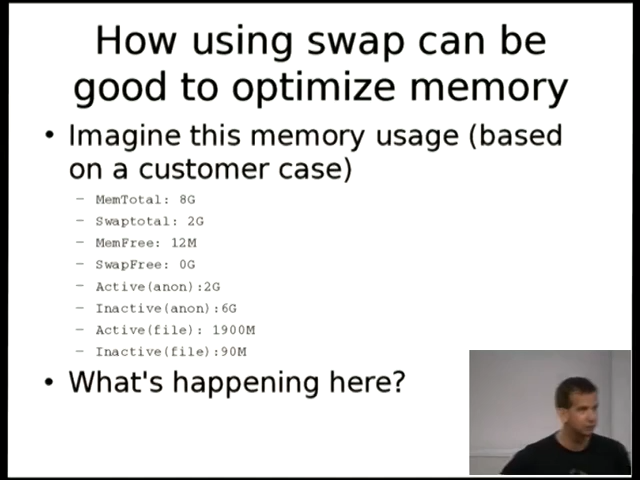 How using swap can be
good to optimize memory
• Imagine this memory usage (based
on a customer case)
– MemTotal: 8G
– Swaptotal: 2G
– MemFree: 12M
– SwapFree: 0G
– Active(anon):2G
– Inactive(anon):6G
– Active(file): 1900M
– Inactive(file):90M
• What's happening here?